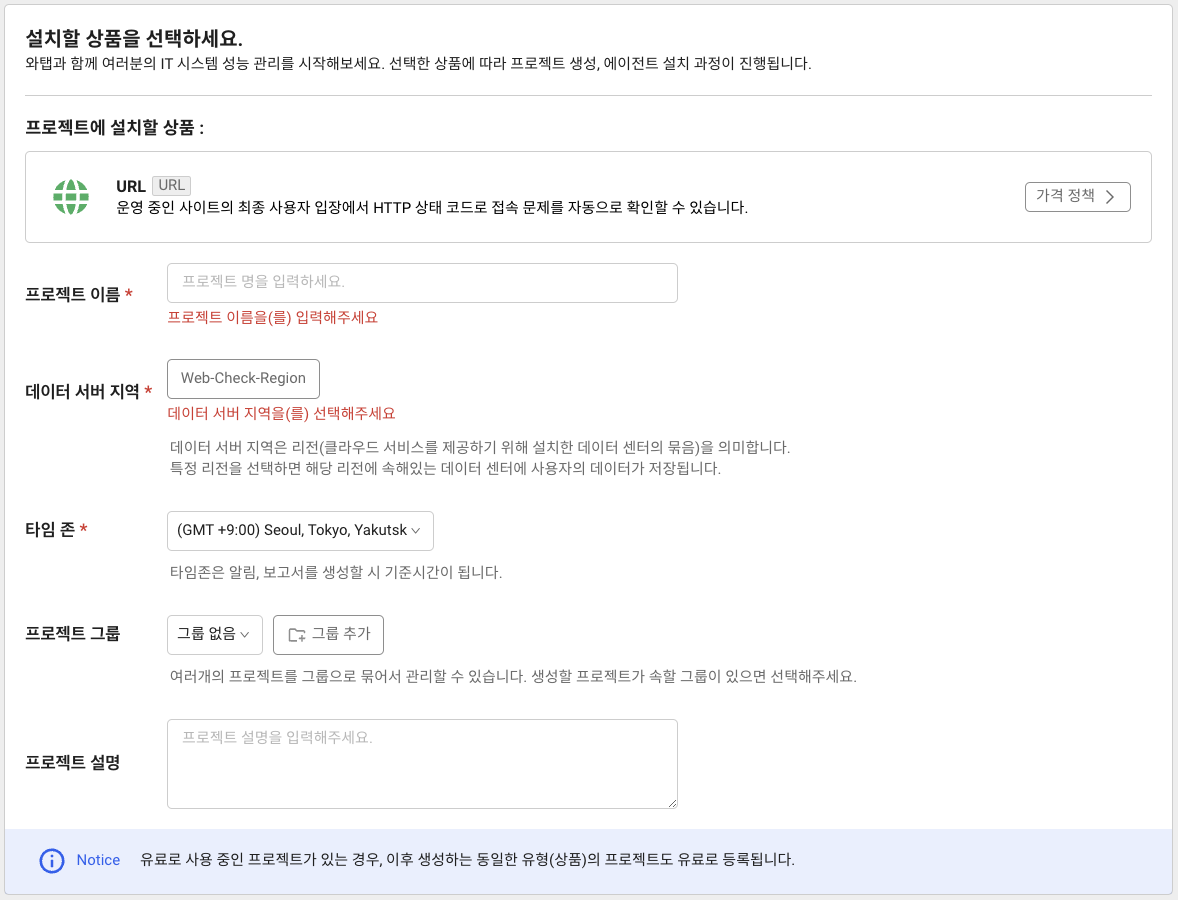 설치할 상품을 선택하세요.
와탭과 함께 여러분의 IT 시스템 성능 관리를 시작해보세요. 선택한 상품에 따라 프로젝트 생성, 에이전트 설치 과정이 진행됩니다.
프로젝트에 설치할 상품 :
URL URL
운영 중인 사이트의 최종 사용자 입장에서 HTTP 상태 코드로 접속 문제를 자동으로 확인할 수 있습니다.
가격 정책
프로젝트 이름 *
프로젝트 명을 입력하세요.
프로젝트 이름을(를) 입력해주세요
데이터 서버 지역 *
Web-Check-Region
데이터 서버 지역을(를) 선택해주세요
데이터 서버 지역은 리전(클라우드 서비스를 제공하기 위해 설치한 데이터 센터의 묶음)을 의미합니다.
특정 리전을 선택하면 해당 리전에 속해있는 데이터 센터에 사용자의 데이터가 저장됩니다.
타임 존 *
(GMT +9:00) Seoul, Tokyo, Yakutsk
타임존은 알림, 보고서를 생성할 시 기준시간이 됩니다.
프로젝트 그룹
그룹 없음
그룹 추가
여러개의 프로젝트를 그룹으로 묶어서 관리할 수 있습니다. 생성할 프로젝트가 속할 그룹이 있으면 선택해주세요.
프로젝트 설명
프로젝트 설명을 입력해주세요.
Notice 유료로 사용 중인 프로젝트가 있는 경우, 이후 생성하는 동일한 유형(상품)의 프로젝트도 유료로 등록됩니다.